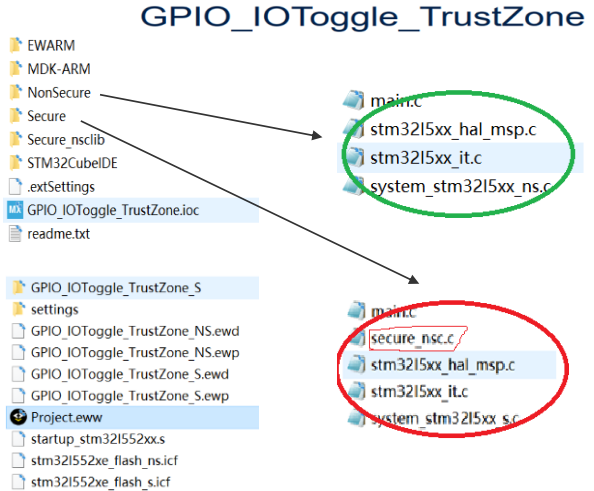 GPIO_IOToggle_TrustZone
EWARM
MDK-ARM
NonSecure
Secure
Secure_nsclib
STM32CubeIDE
.extSettings
MX GPIO_IOToggle_TrustZone.ioc
readme.txt
main.c
stm32l5xx_hal_msp.c
stm32l5xx_it.c
system_stm32l5xx_ns.c
GPIO_IOToggle_TrustZone_S
settings
GPIO_IOToggle_TrustZone_NS.ewd
GPIO_IOToggle_TrustZone_NS.ewp
GPIO_IOToggle_TrustZone_S.ewd
GPIO_IOToggle_TrustZone_S.ewp
Project.eww
startup_stm32l552xx.s
stm32l552xe_flash_ns.icf
stm32l552xe_flash_s.icf
main.c
secure_nsc.c
stm32l5xx_hal_msp.c
stm32l5xx_it.c
system_stm32l5xx_s.c